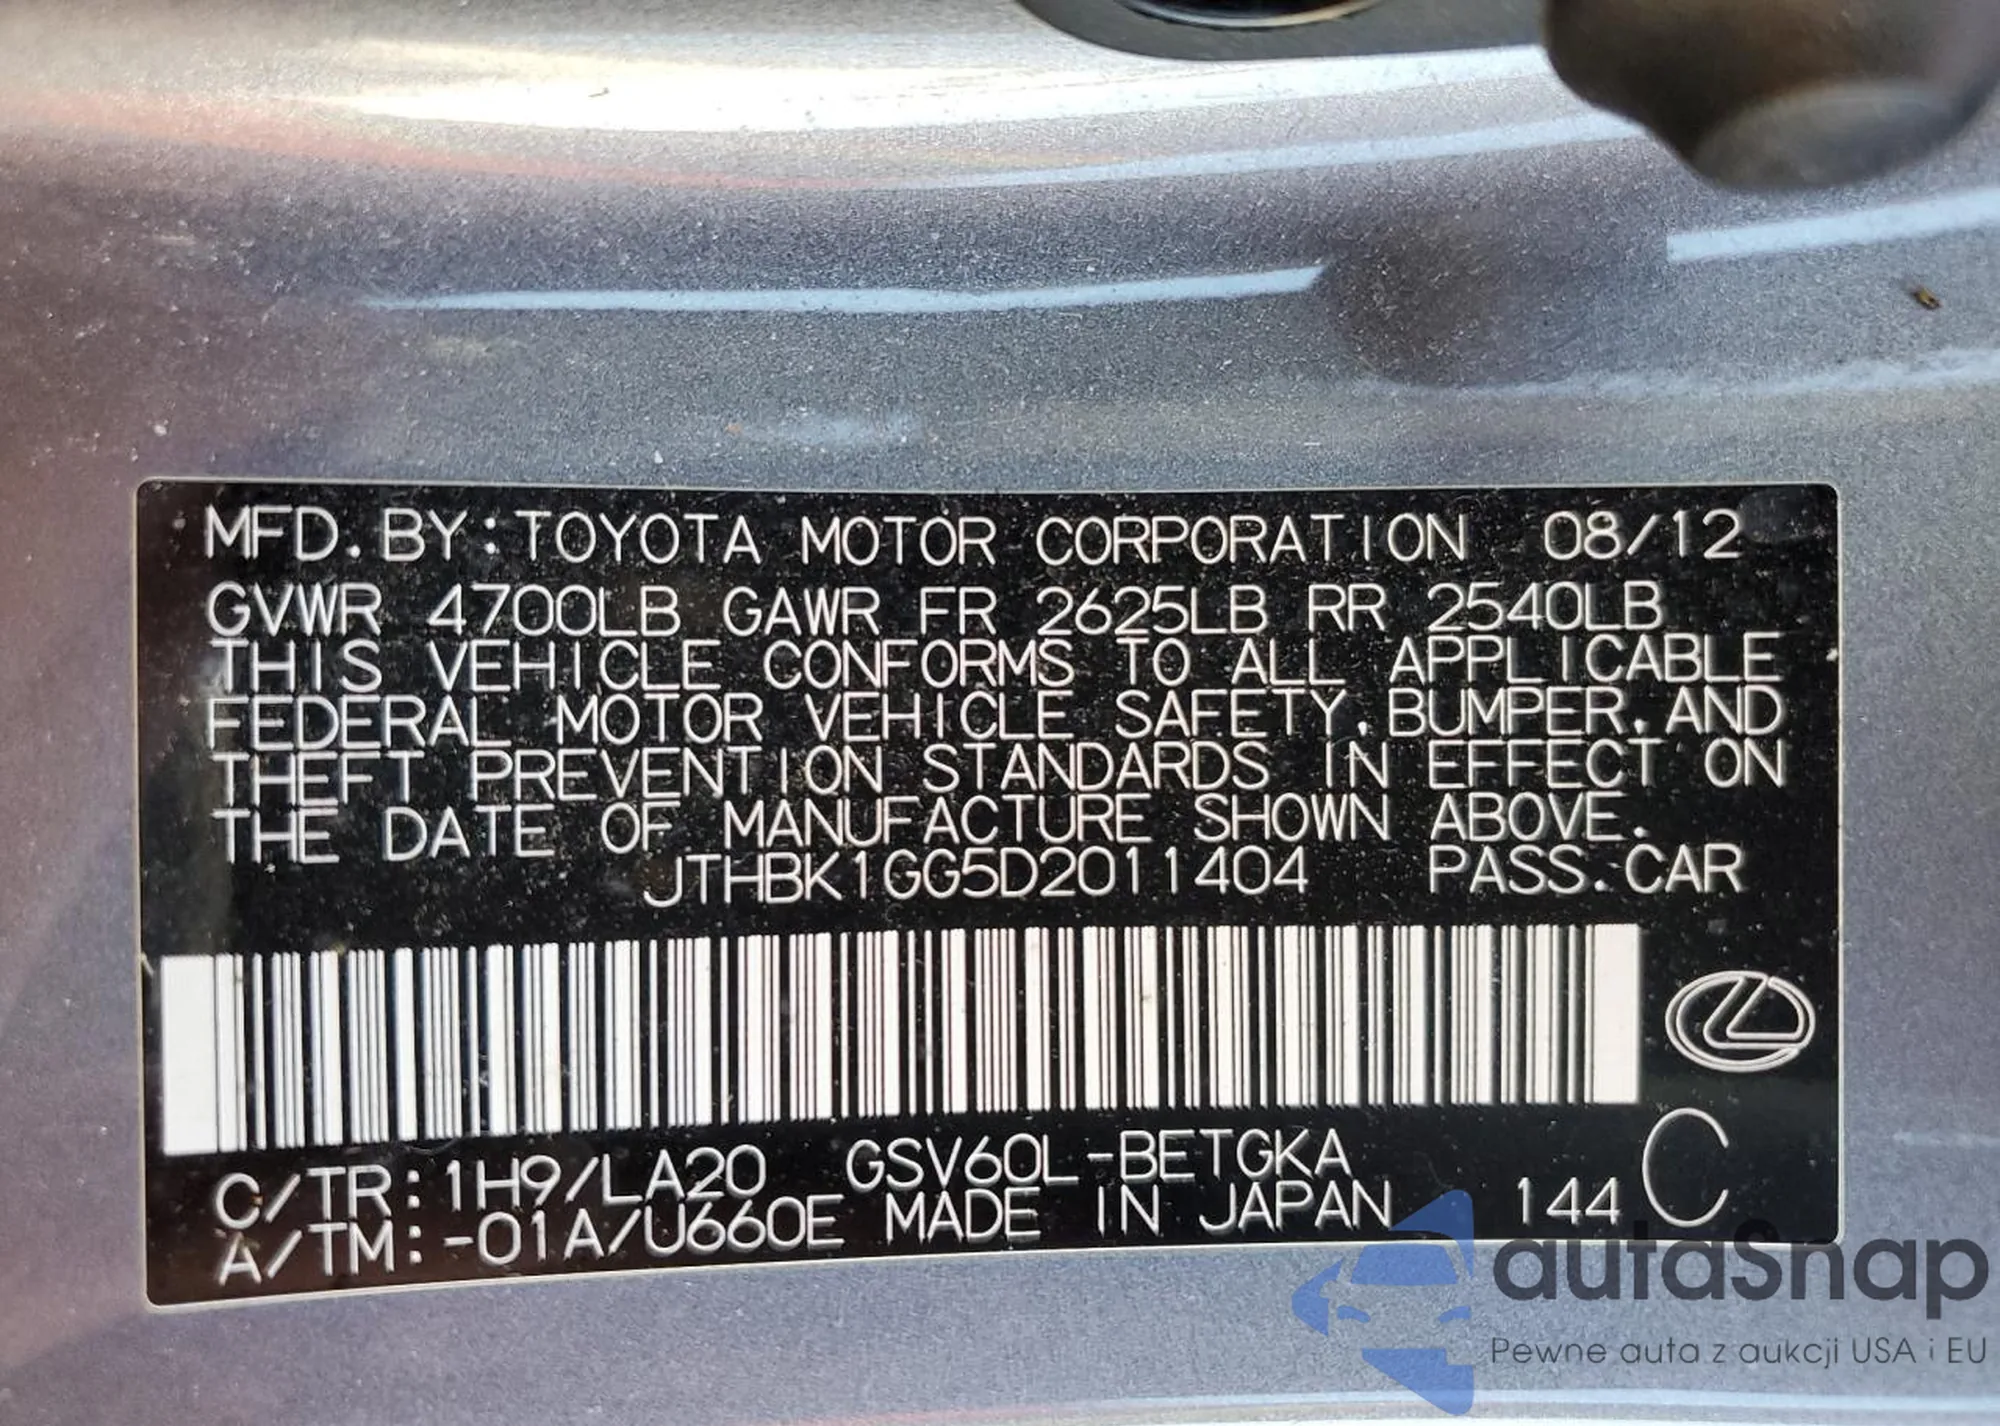 MFD. BY: TOYOTA MOTOR CORPORATION 08/12
GVWR 4700LB GAWR FR 2625LB RR 2540LB
THIS VEHICLE CONFORMS TO ALL APPLICABLE
FEDERAL MOTOR VEHICLE SAFETY, BUMPER, AND
THEFT PREVENTION STANDARDS IN EFFECT ON
THE DATE OF MANUFACTURE SHOWN ABOVE.
JTHBK1GG5D2011404 PASS. CAR
C/TR: 1H9/LA20 GSV60L-BETGKA
A/TM: -01A/U660E MADE IN JAPAN 144 C
autoSnap
Pewne auta z aukcji USA i EU